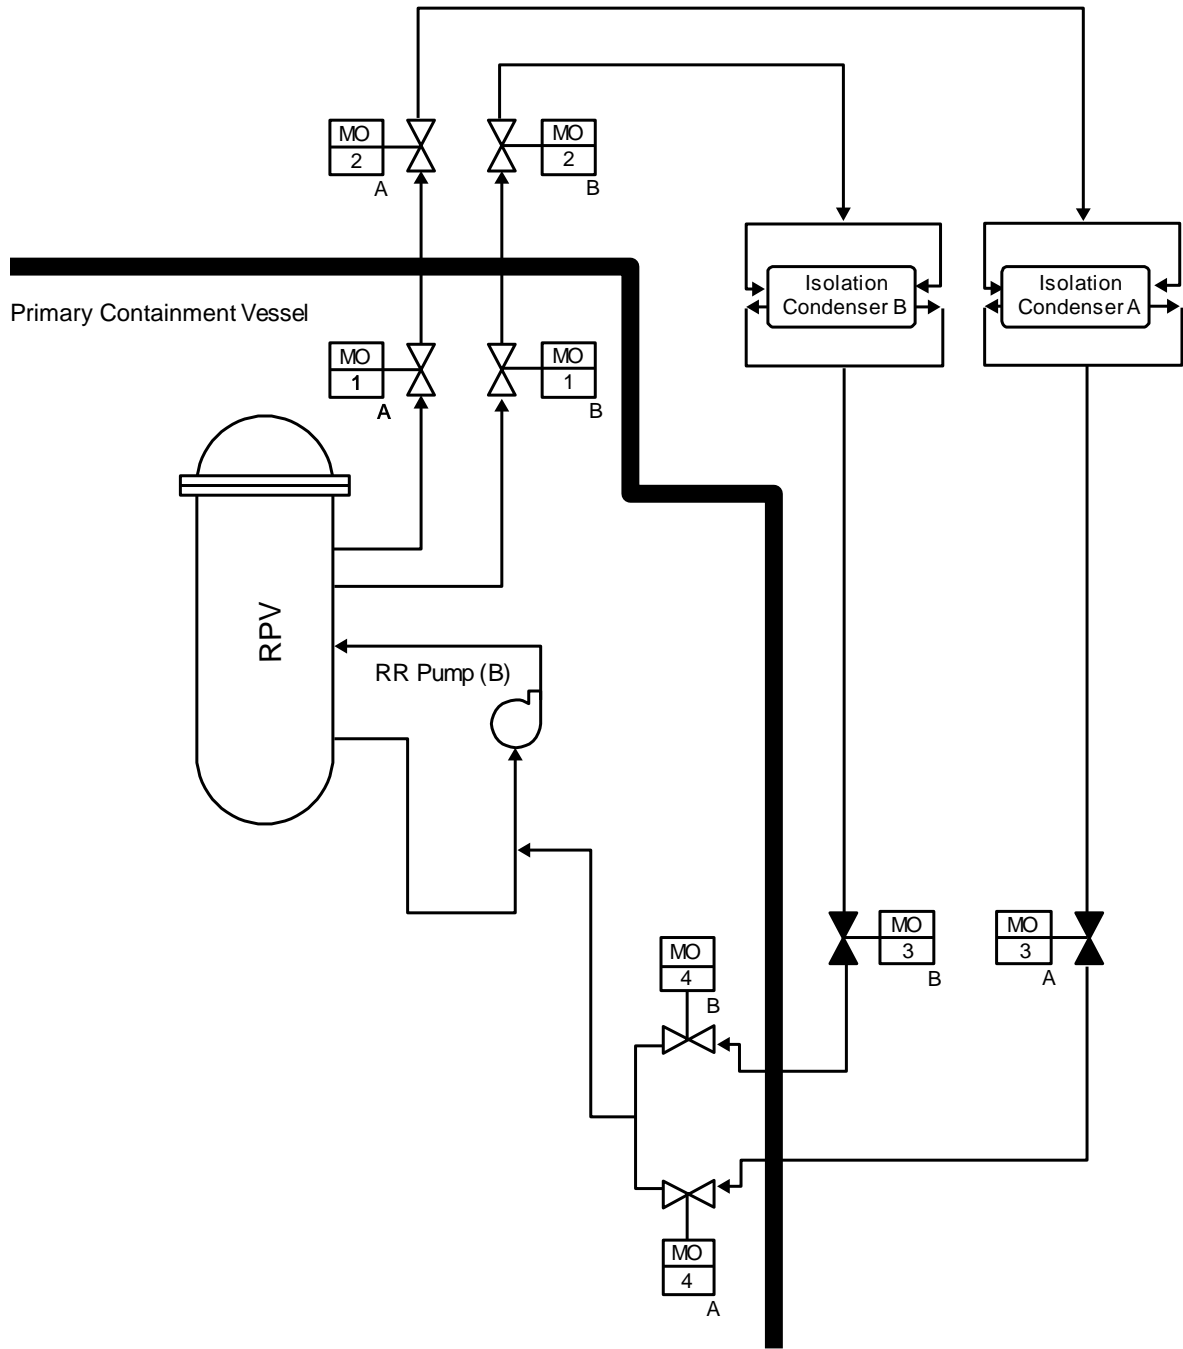 MO
2
A
MO
2
B
Primary Containment Vessel
Isolation
Condenser B
Isolation
Condenser A
MO
1
A
MO
1
B
RPV
RR Pump (B)
MO
3
B
MO
3
A
MO
4
B
MO
4
A